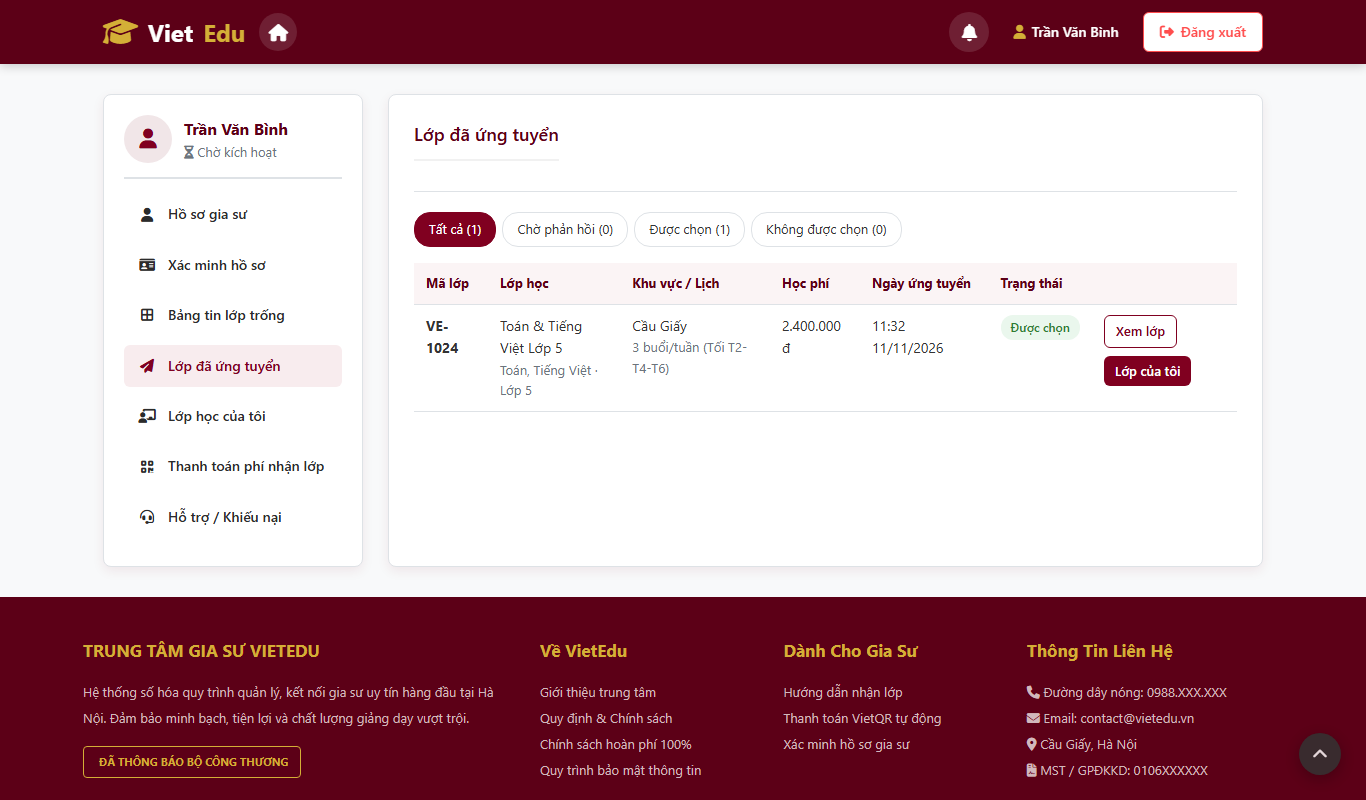 Viet Edu
Trần Văn Bình
Đăng xuất
Trần Văn Bình
Chờ kích hoạt
Hồ sơ gia sư
Xác minh hồ sơ
Bảng tin lớp trống
Lớp đã ứng tuyển
Lớp học của tôi
Thanh toán phí nhận lớp
Hỗ trợ / Khiếu nại
Lớp đã ứng tuyển
Tất cả (1)
Chờ phản hồi (0)
Được chọn (1)
Không được chọn (0)
Mã lớp
Lớp học
Khu vực / Lịch
Học phí
Ngày ứng tuyển
Trạng thái
VE-
1024
Toán & Tiếng
Việt Lớp 5
Toán, Tiếng Việt ·
Lớp 5
Cầu Giấy
3 buổi/tuần (Tối T2-
T4-T6)
2.400.000
đ
11:32
11/11/2026
Được chọn
Xem lớp
Lớp của tôi
TRUNG TÂM GIA SƯ VIETEDU
Hệ thống số hóa quy trình quản lý, kết nối gia sư uy tín hàng đầu tại Hà
Nội. Đảm bảo minh bạch, tiện lợi và chất lượng giảng dạy vượt trội.
ĐÃ THÔNG BÁO BỘ CÔNG THƯƠNG
Về VietEdu
Giới thiệu trung tâm
Quy định & Chính sách
Chính sách hoàn phí 100%
Quy trình bảo mật thông tin
Dành Cho Gia Sư
Hướng dẫn nhận lớp
Thanh toán VietQR tự động
Xác minh hồ sơ gia sư
Thông Tin Liên Hệ
Đường dây nóng: 0988.XXX.XXX
Email: contact@vietedu.vn
Cầu Giấy, Hà Nội
MST / GPĐKKD: 0106XXXXXX